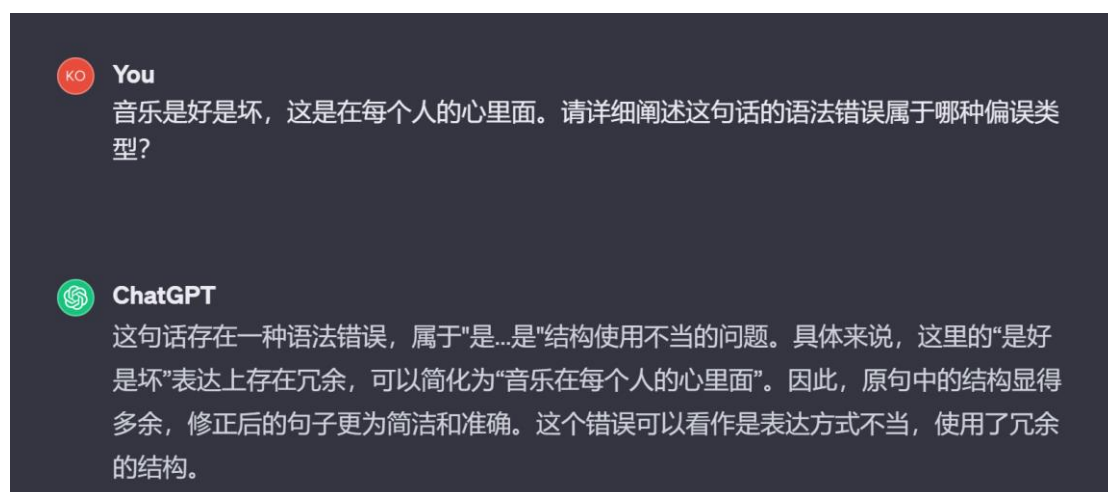 KO
You
音乐是好是坏，这是在每个人的心里面。请详细阐述这句话的语法错误属于哪种偏误类
型？
ChatGPT
这句话存在一种语法错误，属于"是...是"结构使用不当的问题。具体来说，这里的“是好
是坏”表达上存在冗余，可以简化为“音乐在每个人的心里面”。因此，原句中的结构显得
多余，修正后的句子更为简洁和准确。这个错误可以看作是表达方式不当，使用了冗余
的结构。